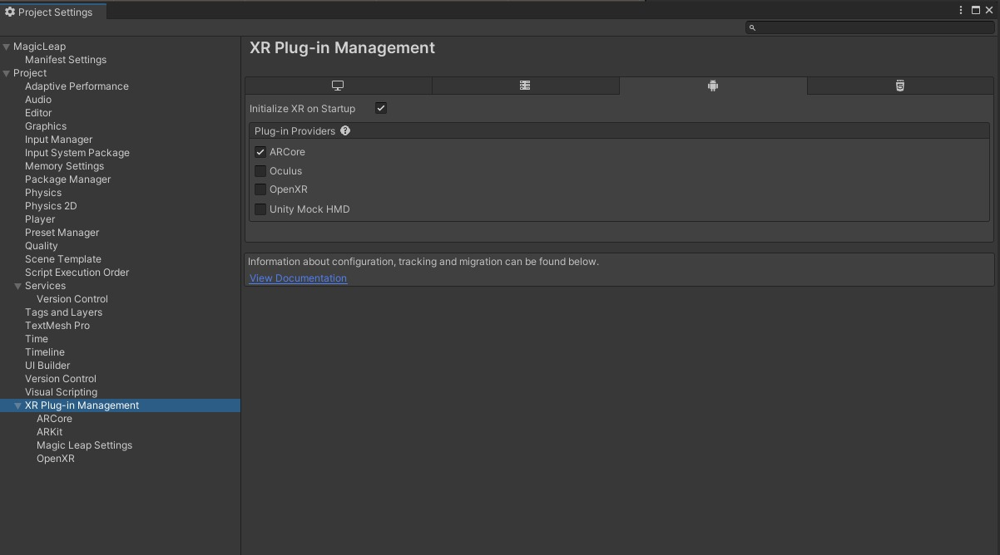 Project Settings
MagicLeap
Manifest Settings
Project
Adaptive Performance
Audio
Editor
Graphics
Input Manager
Input System Package
Memory Settings
Package Manager
Physics
Physics 2D
Player
Preset Manager
Quality
Scene Template
Script Execution Order
Services
Version Control
Tags and Layers
TextMesh Pro
Time
Timeline
UI Builder
Version Control
Visual Scripting
XR Plug-in Management
ARCore
ARKit
Magic Leap Settings
OpenXR
XR Plug-in Management
Initialize XR on Startup
Plug-in Providers
ARCore
Oculus
OpenXR
Unity Mock HMD
Information about configuration, tracking and migration can be found below.
View Documentation